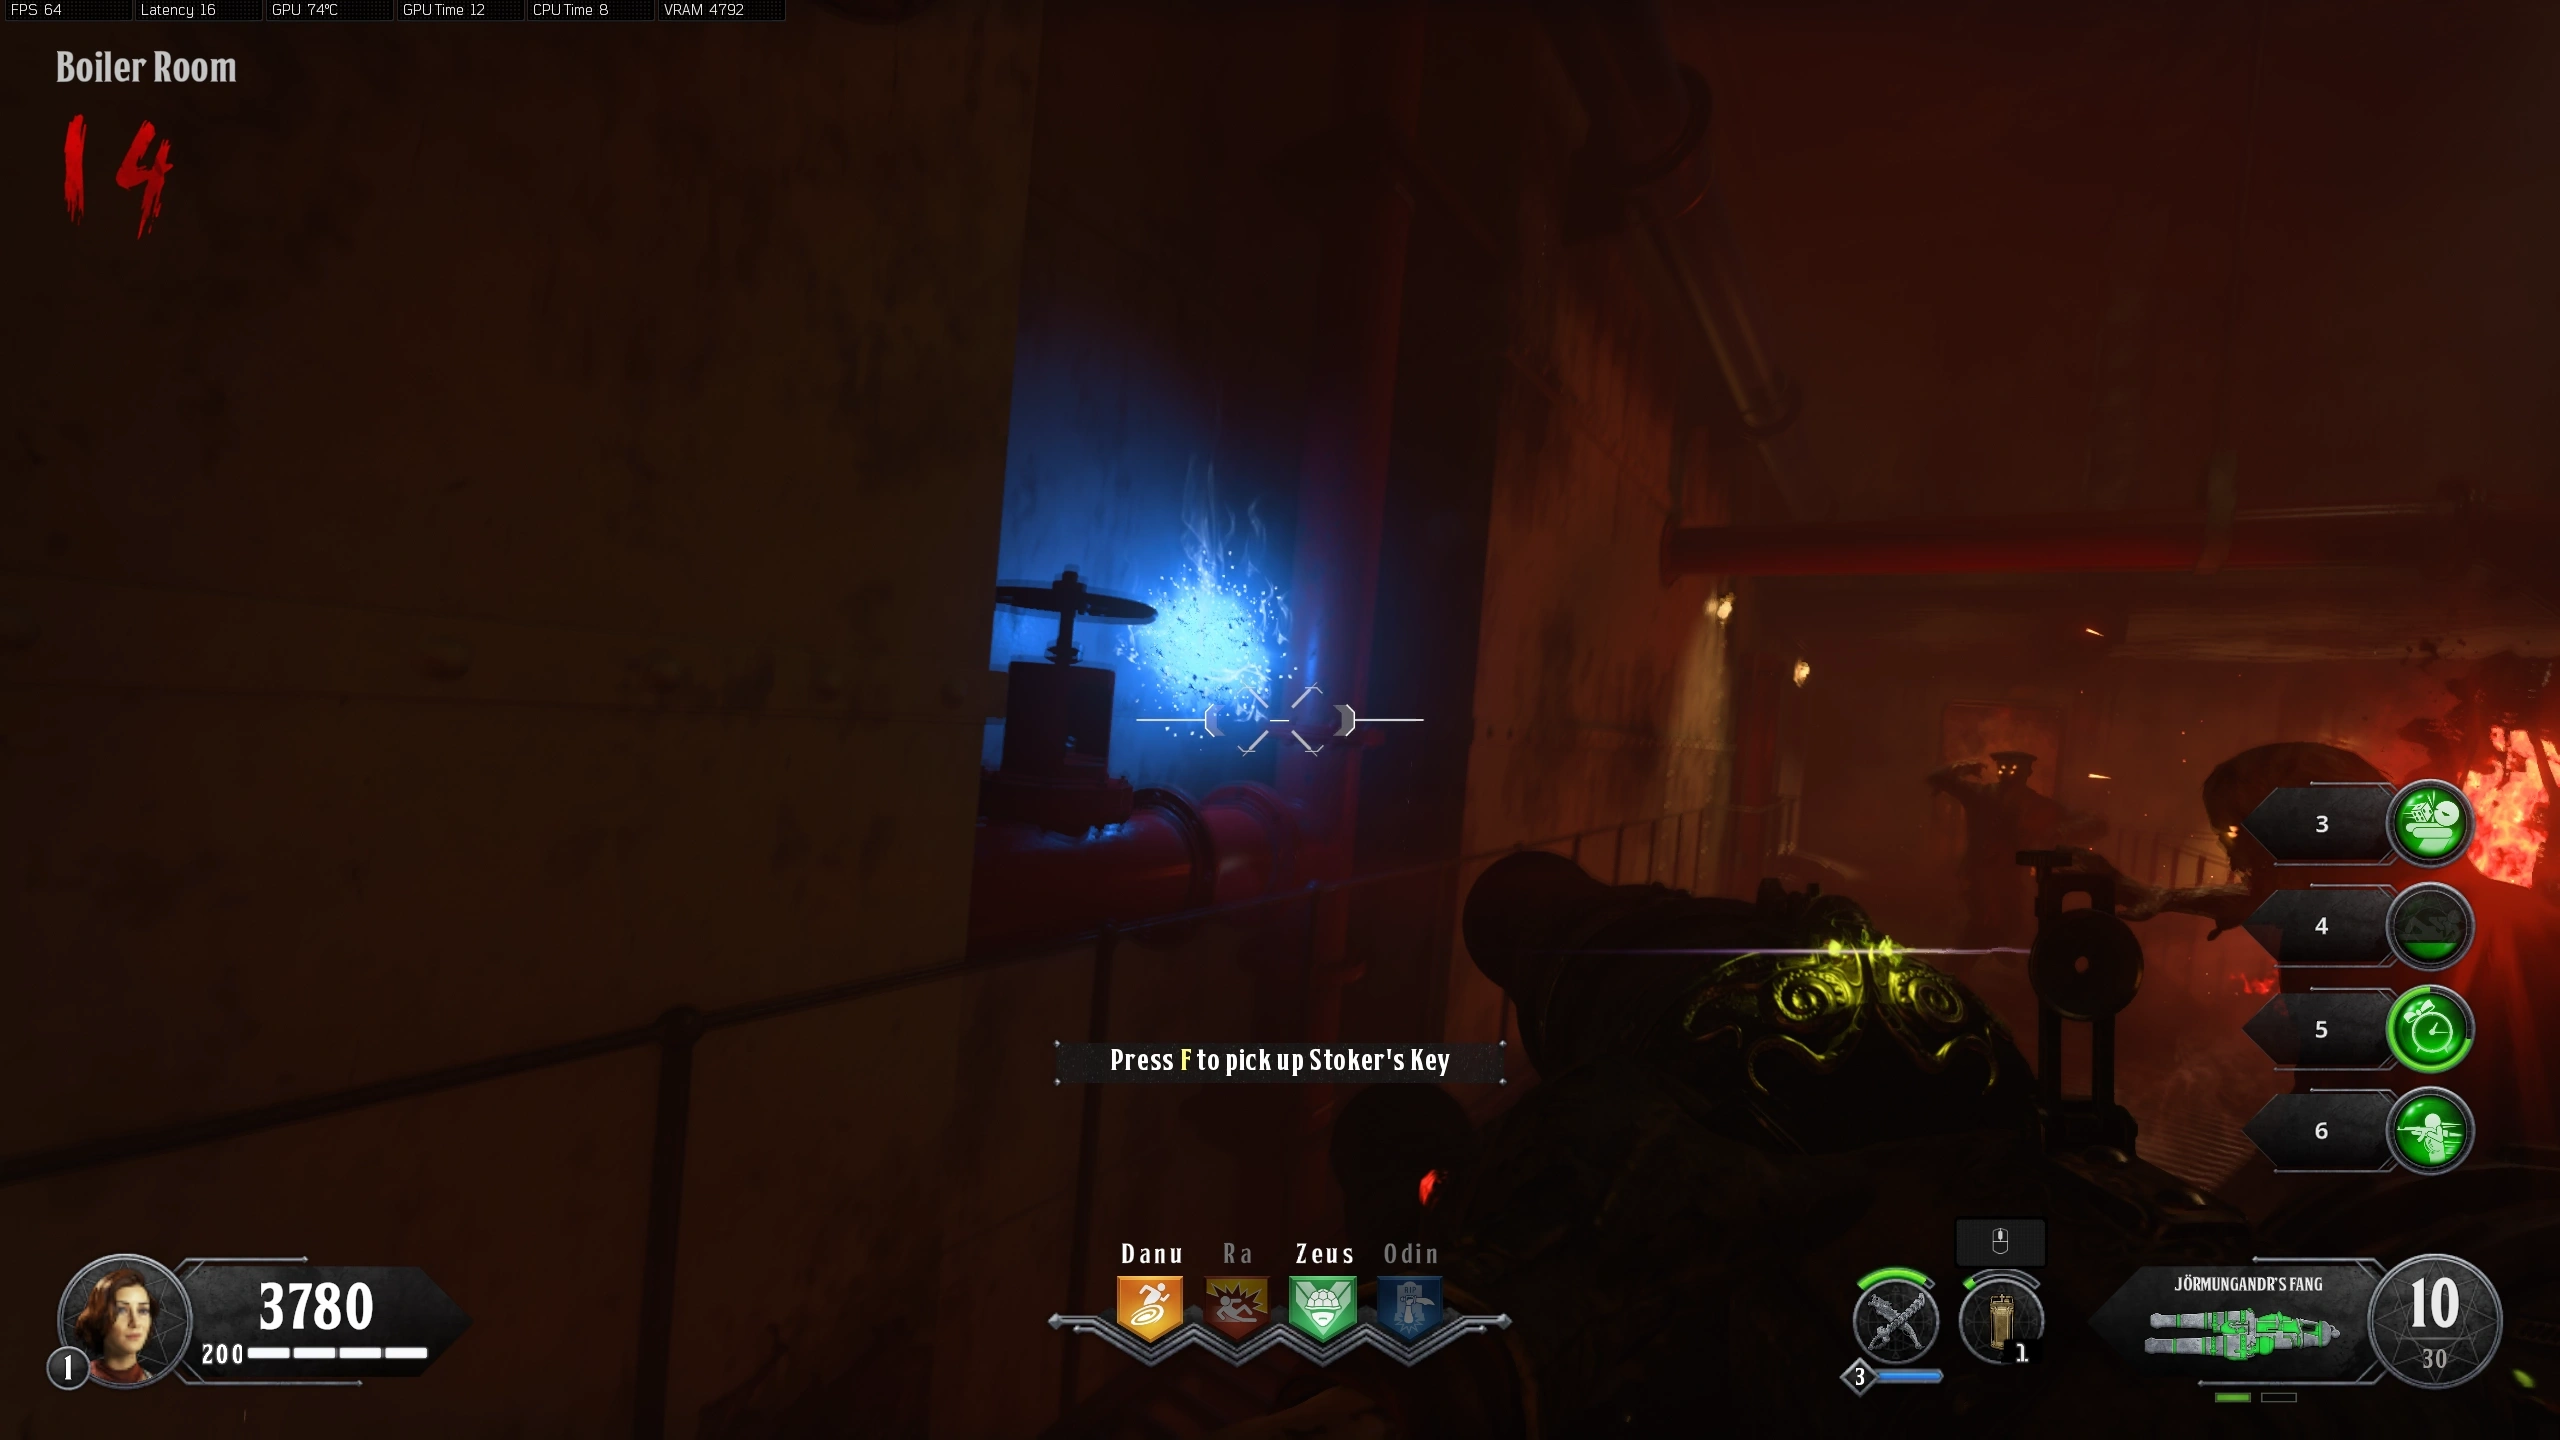 FPS 64 Latency 16 GPU 74°C GPU Time 12 CPU Time 8 VRAM 4792
Boiler Room
14
3
4
5
6
Press F to pick up Stoker's Key
Danu Ra Zeus Odin
RIP
3780
200
1
3
1
JÖRMUNGANDR'S FANG
10
30